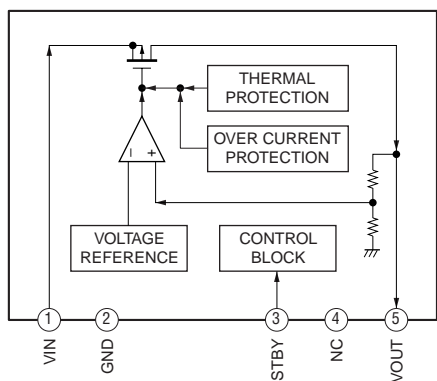 THERMAL
PROTECTION
OVER CURRENT
PROTECTION
– +
VOLTAGE
REFERENCE
CONTROL
BLOCK
1 2 3 4 5
VIN
GND
STBY
NC
VOUT